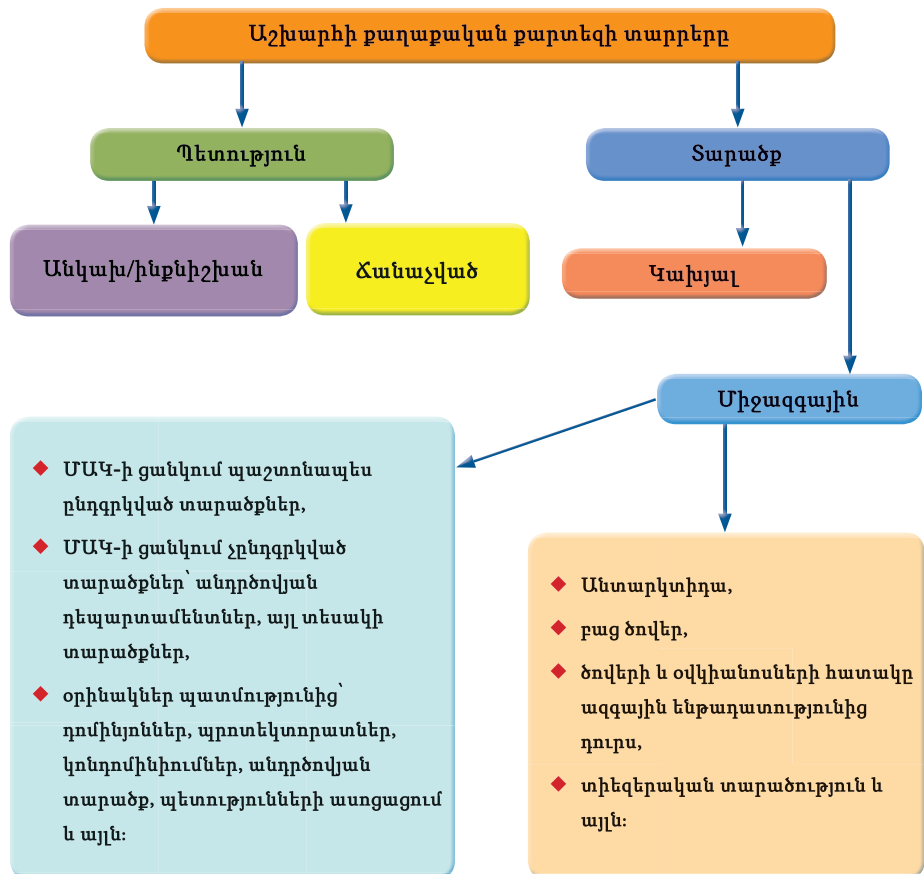 Աշխարհի քաղաքական քարտեզի տարրերը
Պետություն
Տարածք
Անկախ/ինքնիշխան
Ճանաչված
Կախյալ
Միջազգային
ՄԱԿ-ի ցանկում պաշտոնապես
ընդգրկված տարածքներ,
ՄԱԿ-ի ցանկում չընդգրկված
տարածքներ՝ անդրծովյան
դեպարտամենտներ, այլ տեսակի
տարածքներ,
օրինակներ պատմությունից՝
դոմինյոններ, պրոտեկտորատներ,
կոնդոմինիումներ, անդրծովյան
տարածք, պետությունների ասոցացում
և այլն:
Անտարկտիդա,
բաց ծովեր,
ծովերի և օվկիանոսների հատակը
ազգային ենթադատությունից
դուրս,
տիեզերական տարածություն և
այլն: